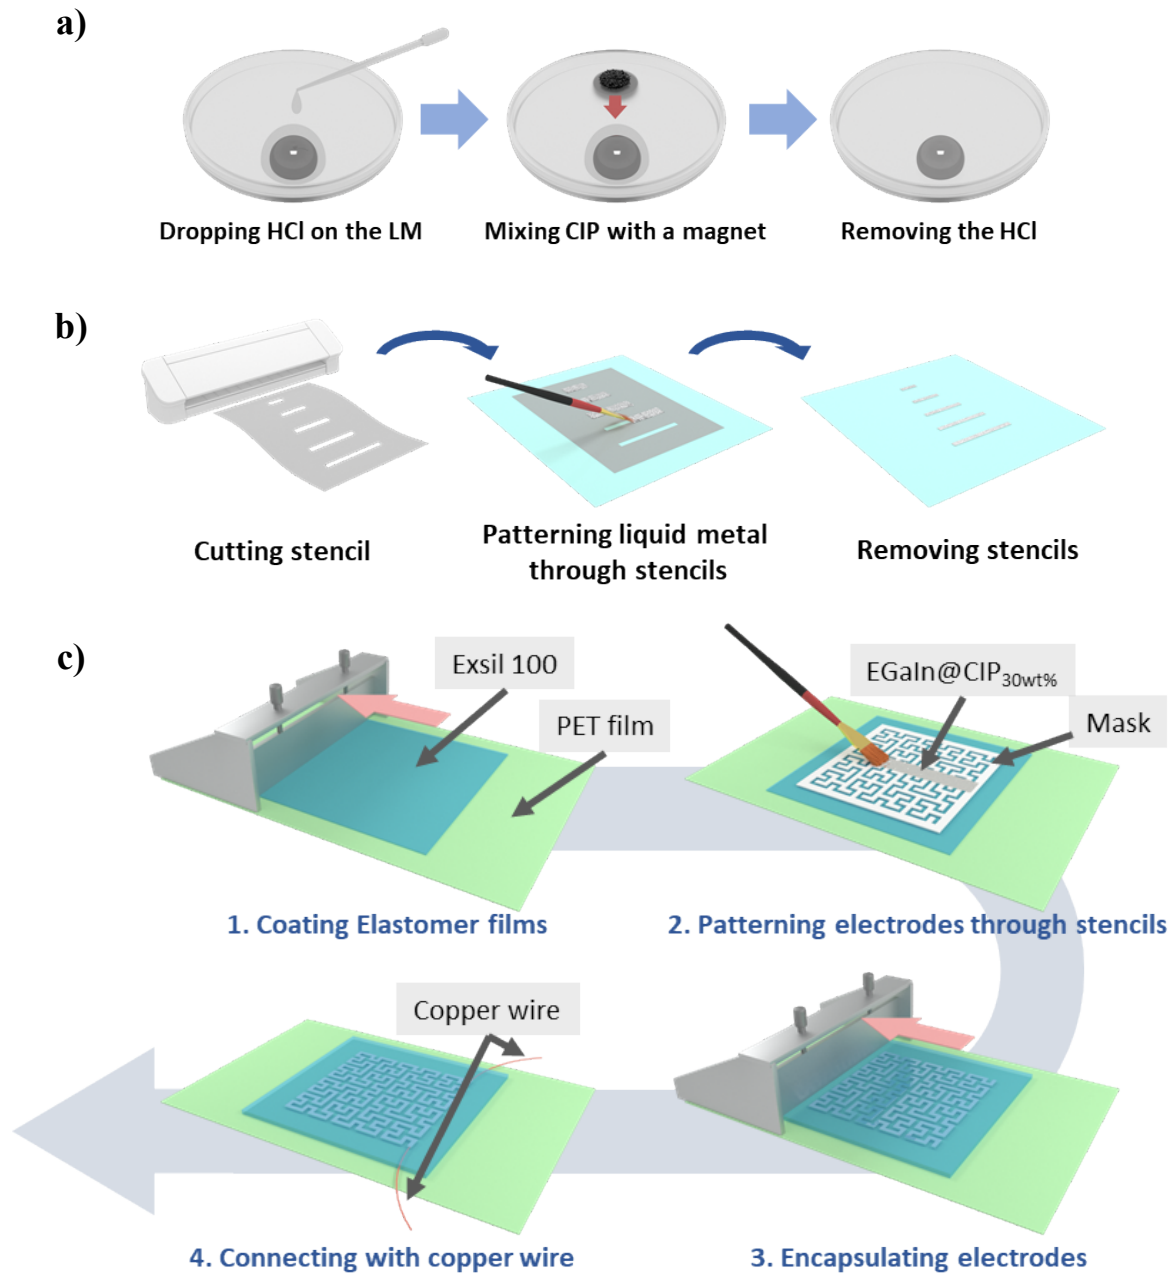 a)
Dropping HCl on the LM
Mixing CIP with a magnet
Removing the HCl
b)
Cutting stencil
Patterning liquid metal
through stencils
Removing stencils
c)
Exsil 100
PET film
EGaIn@CIP30wt%
Mask
1. Coating Elastomer films
2. Patterning electrodes through stencils
Copper wire
4. Connecting with copper wire
3. Encapsulating electrodes